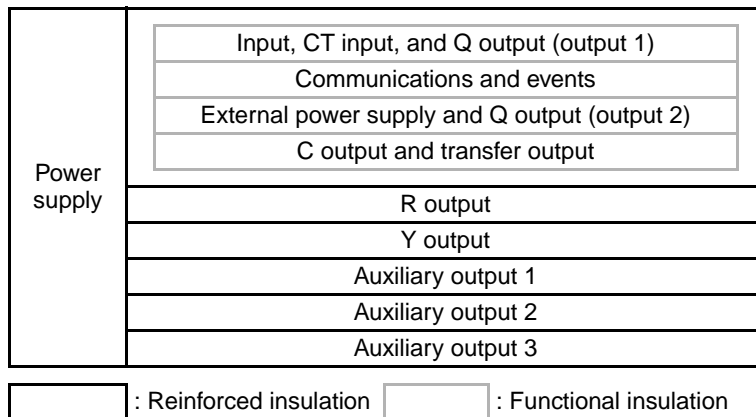 Input, CT input, and Q output (output 1)
Communications and events
External power supply and Q output (output 2)
C output and transfer output
Power
supply
R output
Y output
Auxiliary output 1
Auxiliary output 2
Auxiliary output 3
: Reinforced insulation
: Functional insulation